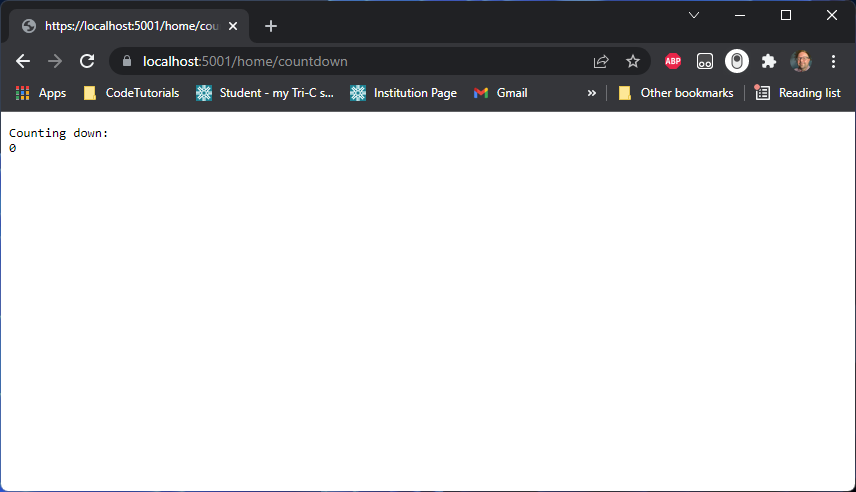 https://localhost:5001/home/cou
localhost:5001/home/countdown
ABP
Apps
CodeTutorials
Student - my Tri-C s...
Institution Page
Gmail
»
Other bookmarks
Reading list
Counting down:
0